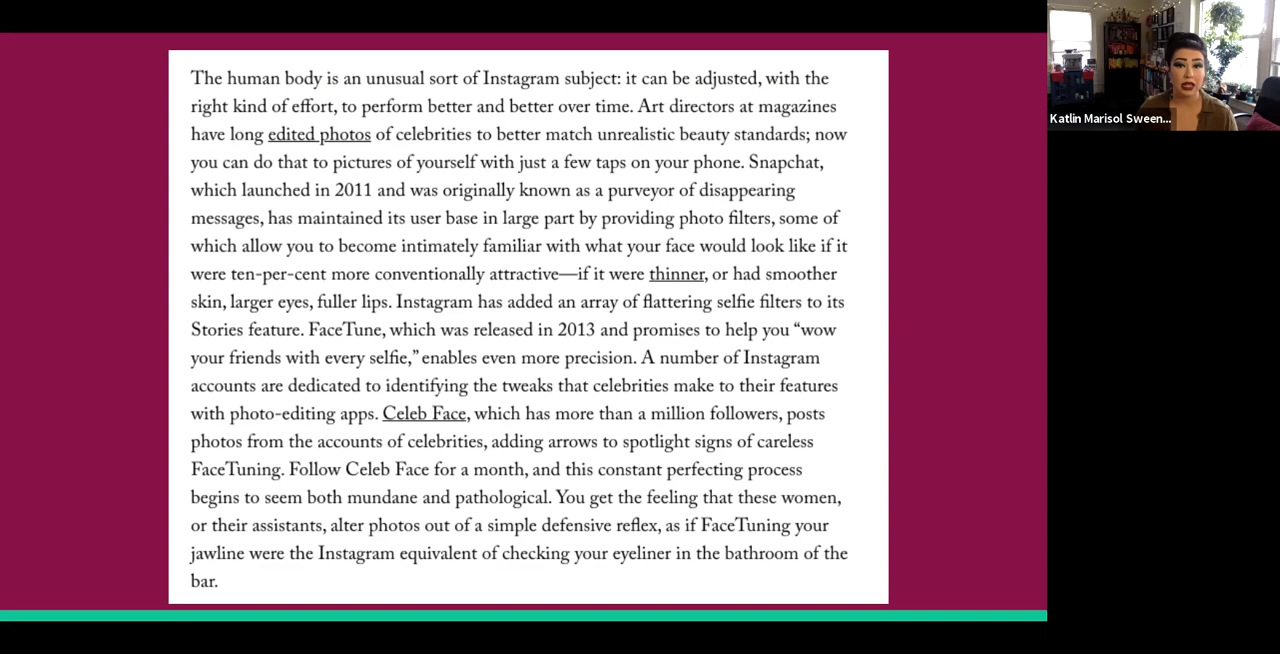 The human body is an unusual sort of Instagram subject: it can be adjusted, with the
right kind of effort, to perform better and better over time. Art directors at magazines
have long edited photos of celebrities to better match unrealistic beauty standards; now
you can do that to pictures of yourself with just a few taps on your phone. Snapchat,
which launched in 2011 and was originally known as a purveyor of disappearing
messages, has maintained its user base in large part by providing photo filters, some of
which allow you to become intimately familiar with what your face would look like if it
were ten-per-cent more conventionally attractive—if it were thinner, or had smoother
skin, larger eyes, fuller lips. Instagram has added an array of flattering selfie filters to its
Stories feature. FaceTune, which was released in 2013 and promises to help you “wow
your friends with every selfie,” enables even more precision. A number of Instagram
accounts are dedicated to identifying the tweaks that celebrities make to their features
with photo-editing apps. Celeb Face, which has more than a million followers, posts
photos from the accounts of celebrities, adding arrows to spotlight signs of careless
FaceTuning. Follow Celeb Face for a month, and this constant perfecting process
begins to seem both mundane and pathological. You get the feeling that these women,
or their assistants, alter photos out of a simple defensive reflex, as if FaceTuning your
jawline were the Instagram equivalent of checking your eyeliner in the bathroom of the
bar.
Katlin Marisol Sween...